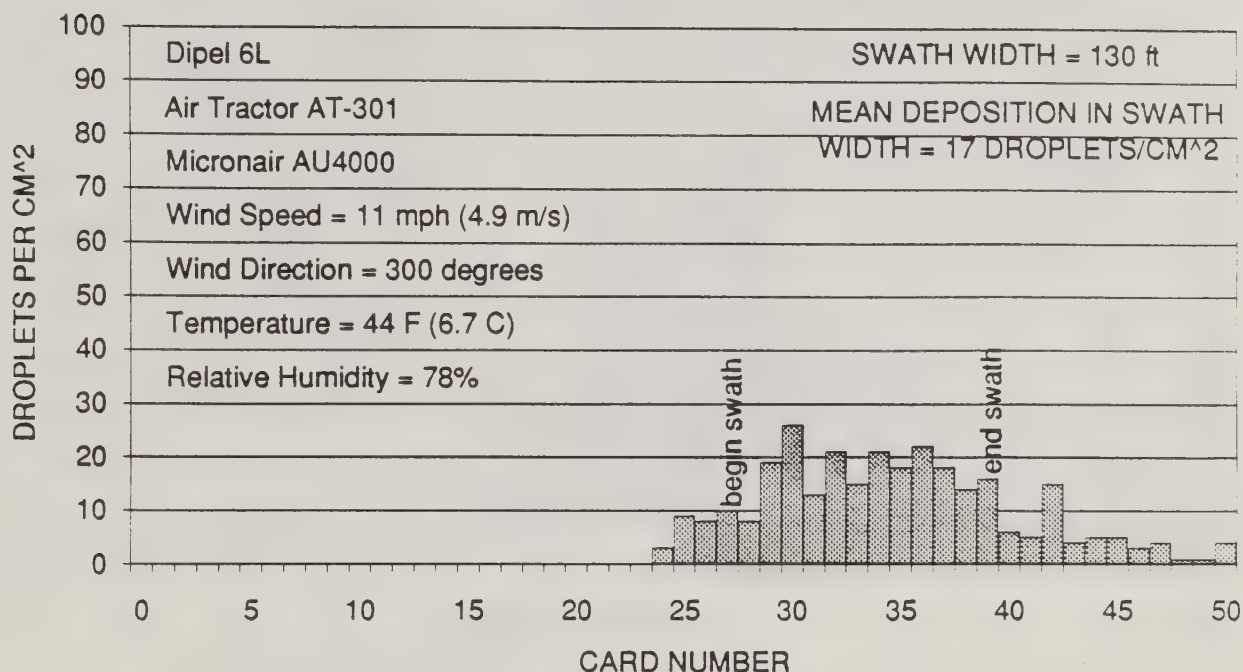 100
90
80
70
60
50
40
30
20
10
0
DROPLETS PER CM^2
Dipel 6L
Air Tractor AT-301
Micronair AU4000
Wind Speed = 11 mph (4.9 m/s)
Wind Direction = 300 degrees
Temperature = 44 F (6.7 C)
Relative Humidity = 78%
SWATH WIDTH = 130 ft
MEAN DEPOSITION IN SWATH
WIDTH = 17 DROPLETS/CM^2
begin swath
end swath
0 5 10 15 20 25 30 35 40 45 50
CARD NUMBER